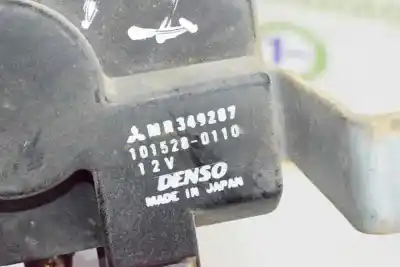 MR349287
101528-0110
12V
DENSO
MADE IN JAPAN